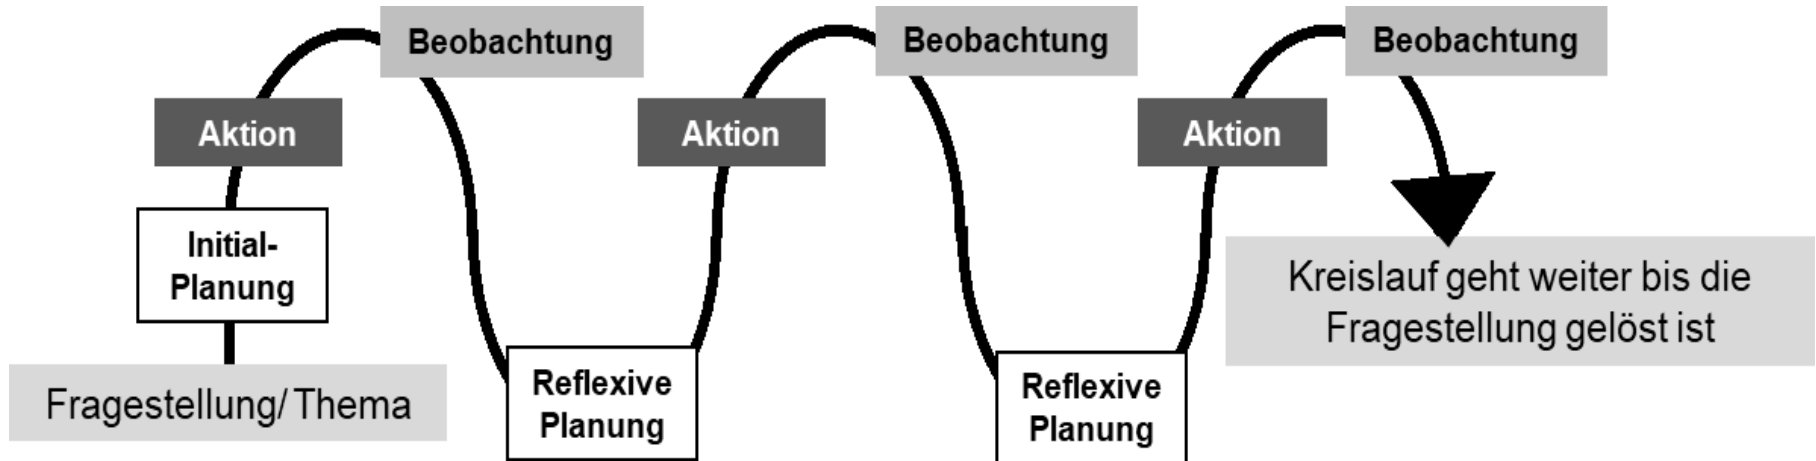 Fragestellung/ Thema
Initial-
Planung
Aktion
Beobachtung
Reflexive
Planung
Aktion
Beobachtung
Reflexive
Planung
Aktion
Beobachtung
Kreislauf geht weiter bis die
Fragestellung gelöst ist